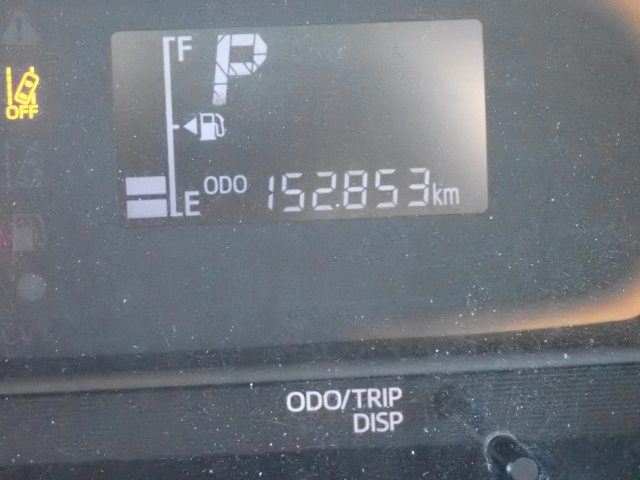 F
P
OFF
E ODO 152853km
ODO/TRIP
DISP